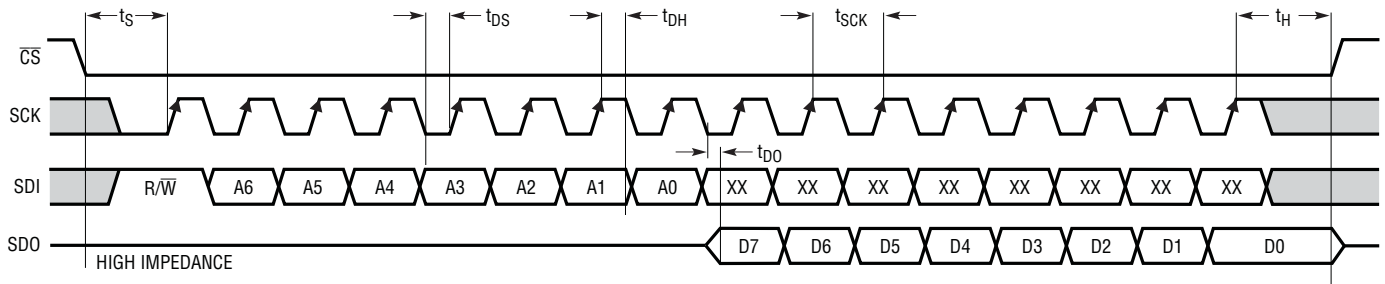 tS tDS tDH tSCK tH
C̅S̅
SCK
tDO
SDI R/W̅ A6 A5 A4 A3 A2 A1 A0 XX XX XX XX XX XX XX XX
SDO D7 D6 D5 D4 D3 D2 D1 D0
HIGH IMPEDANCE